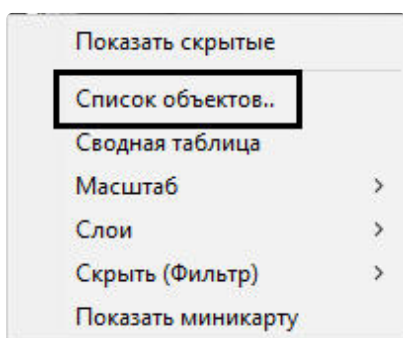 Показать скрытые
Список объектов..
Сводная таблица
Масштаб
Слои
Скрыть (Фильтр)
Показать миникарту